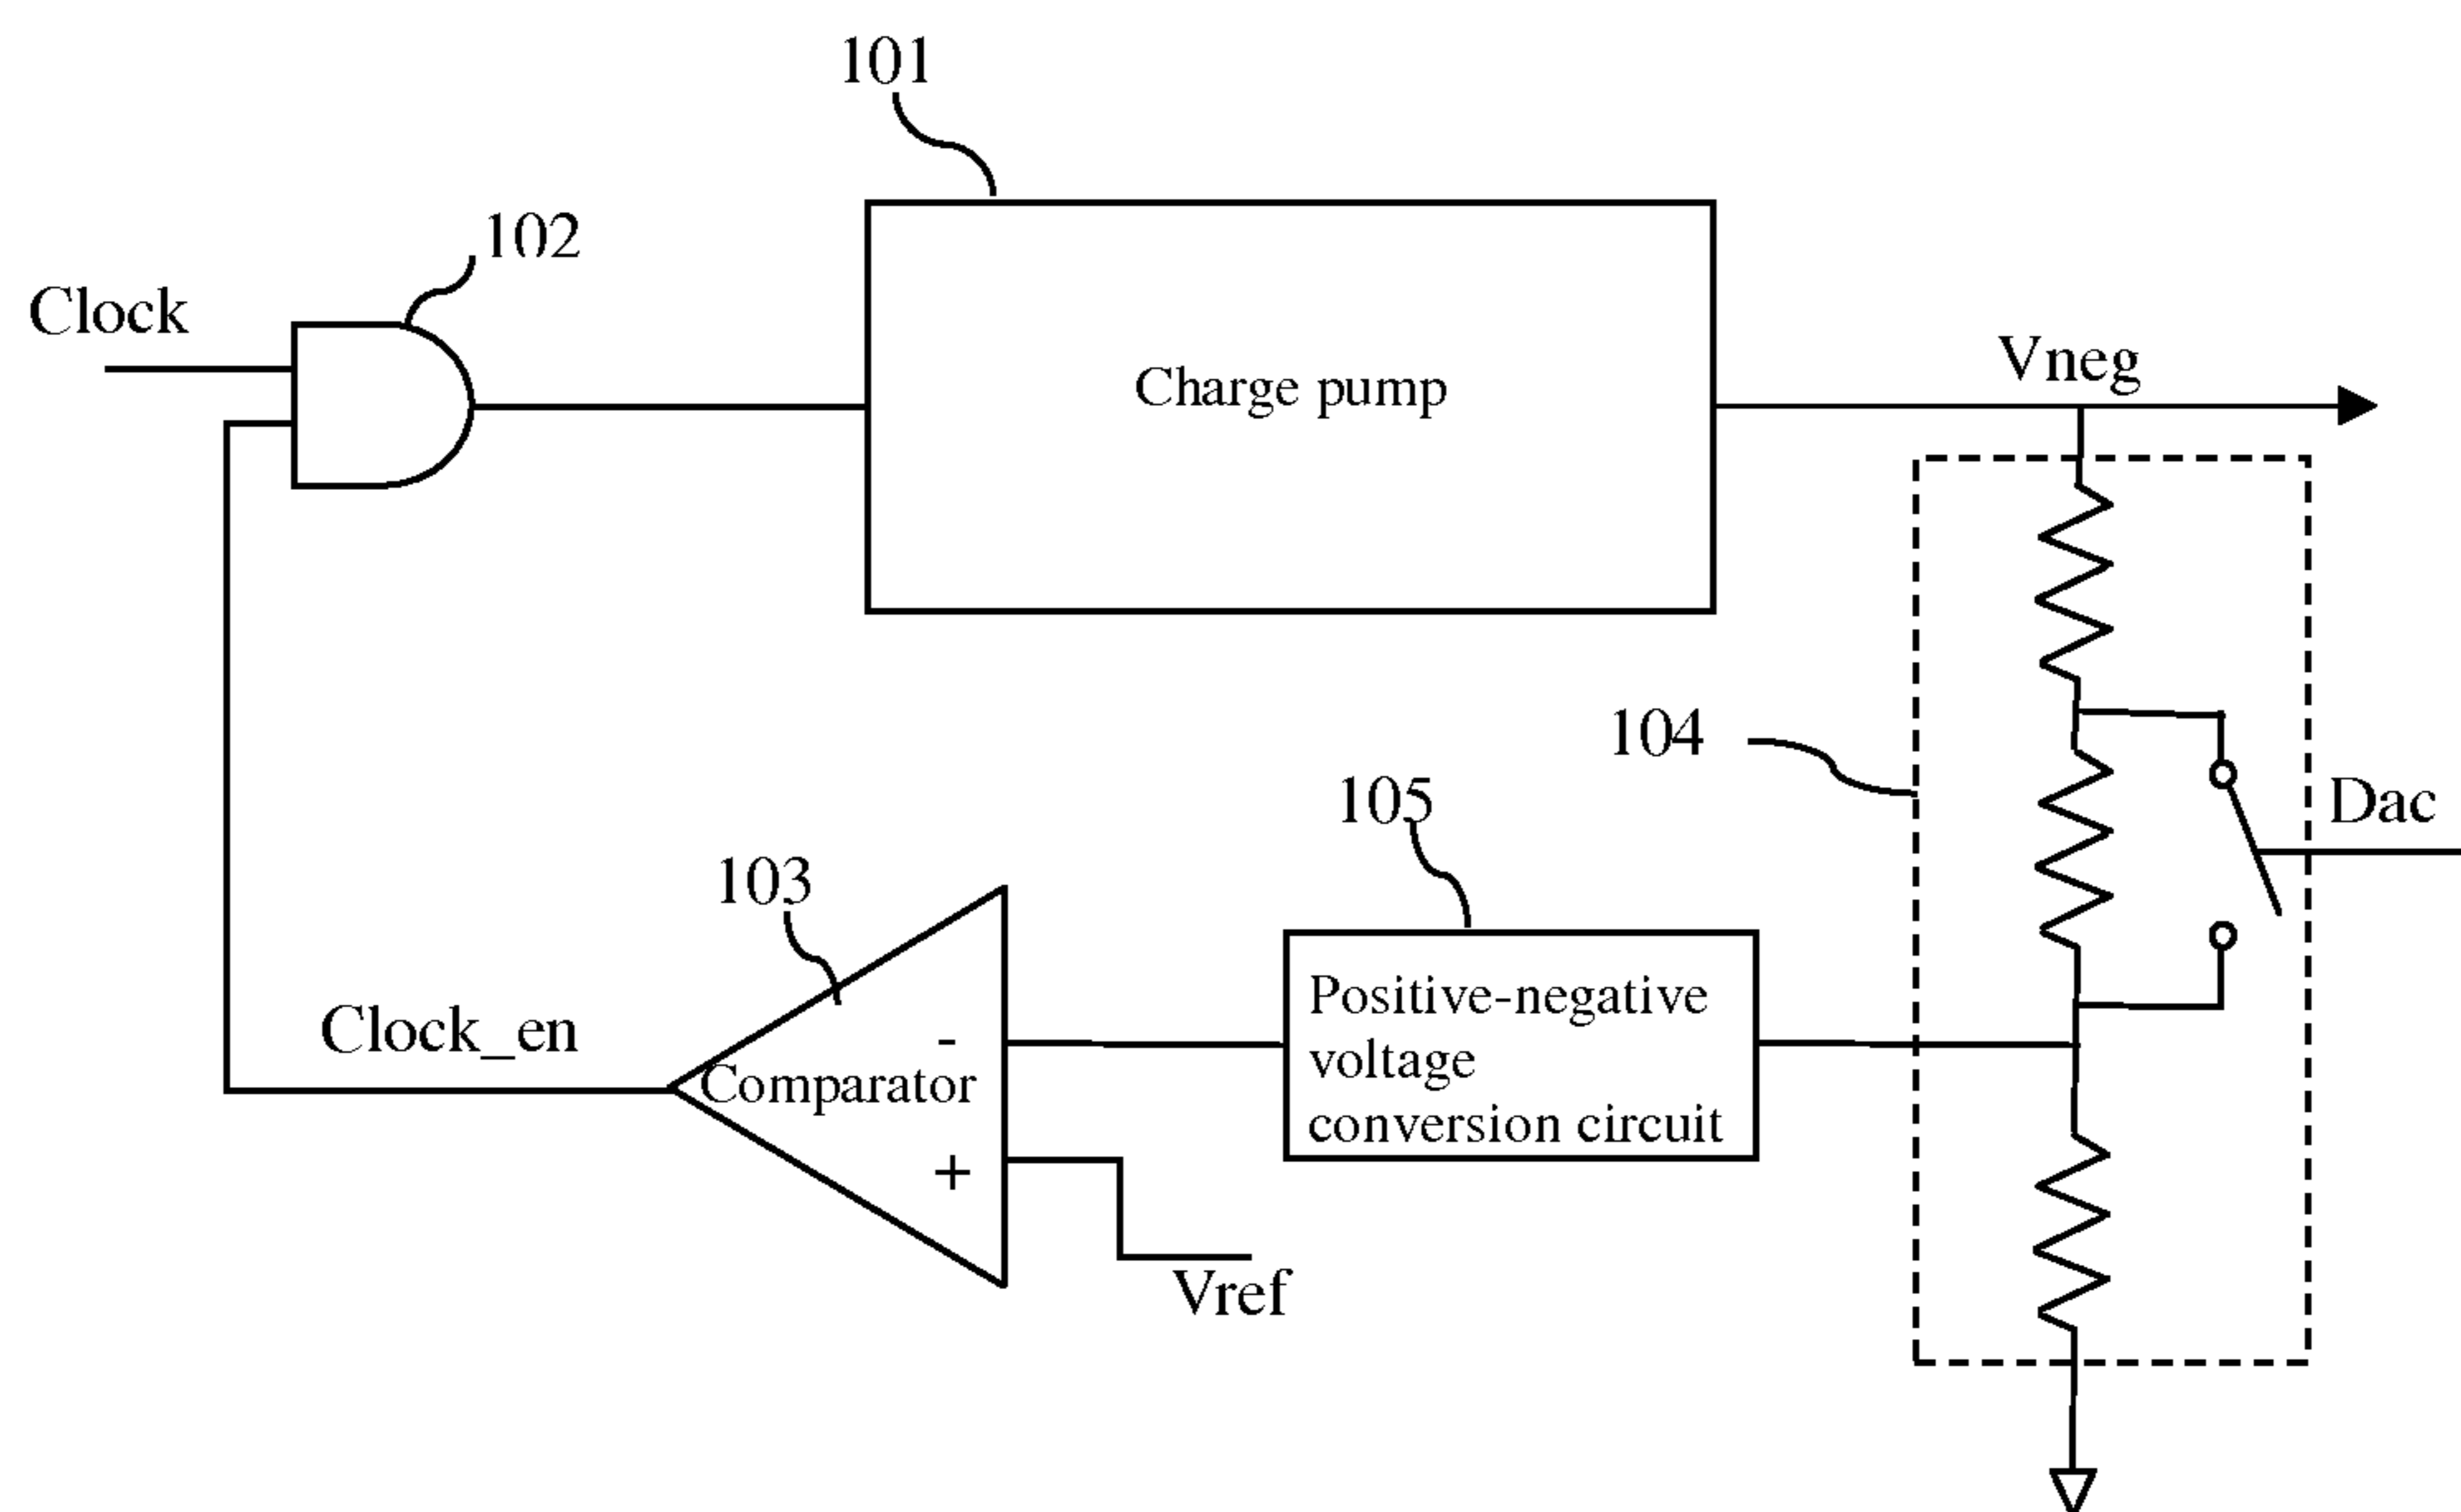 101
102
Clock
Charge pump
Vneg
104
105
Dac
103
Positive-negative
voltage
conversion circuit
Clock_en
-
Comparator
+
Vref